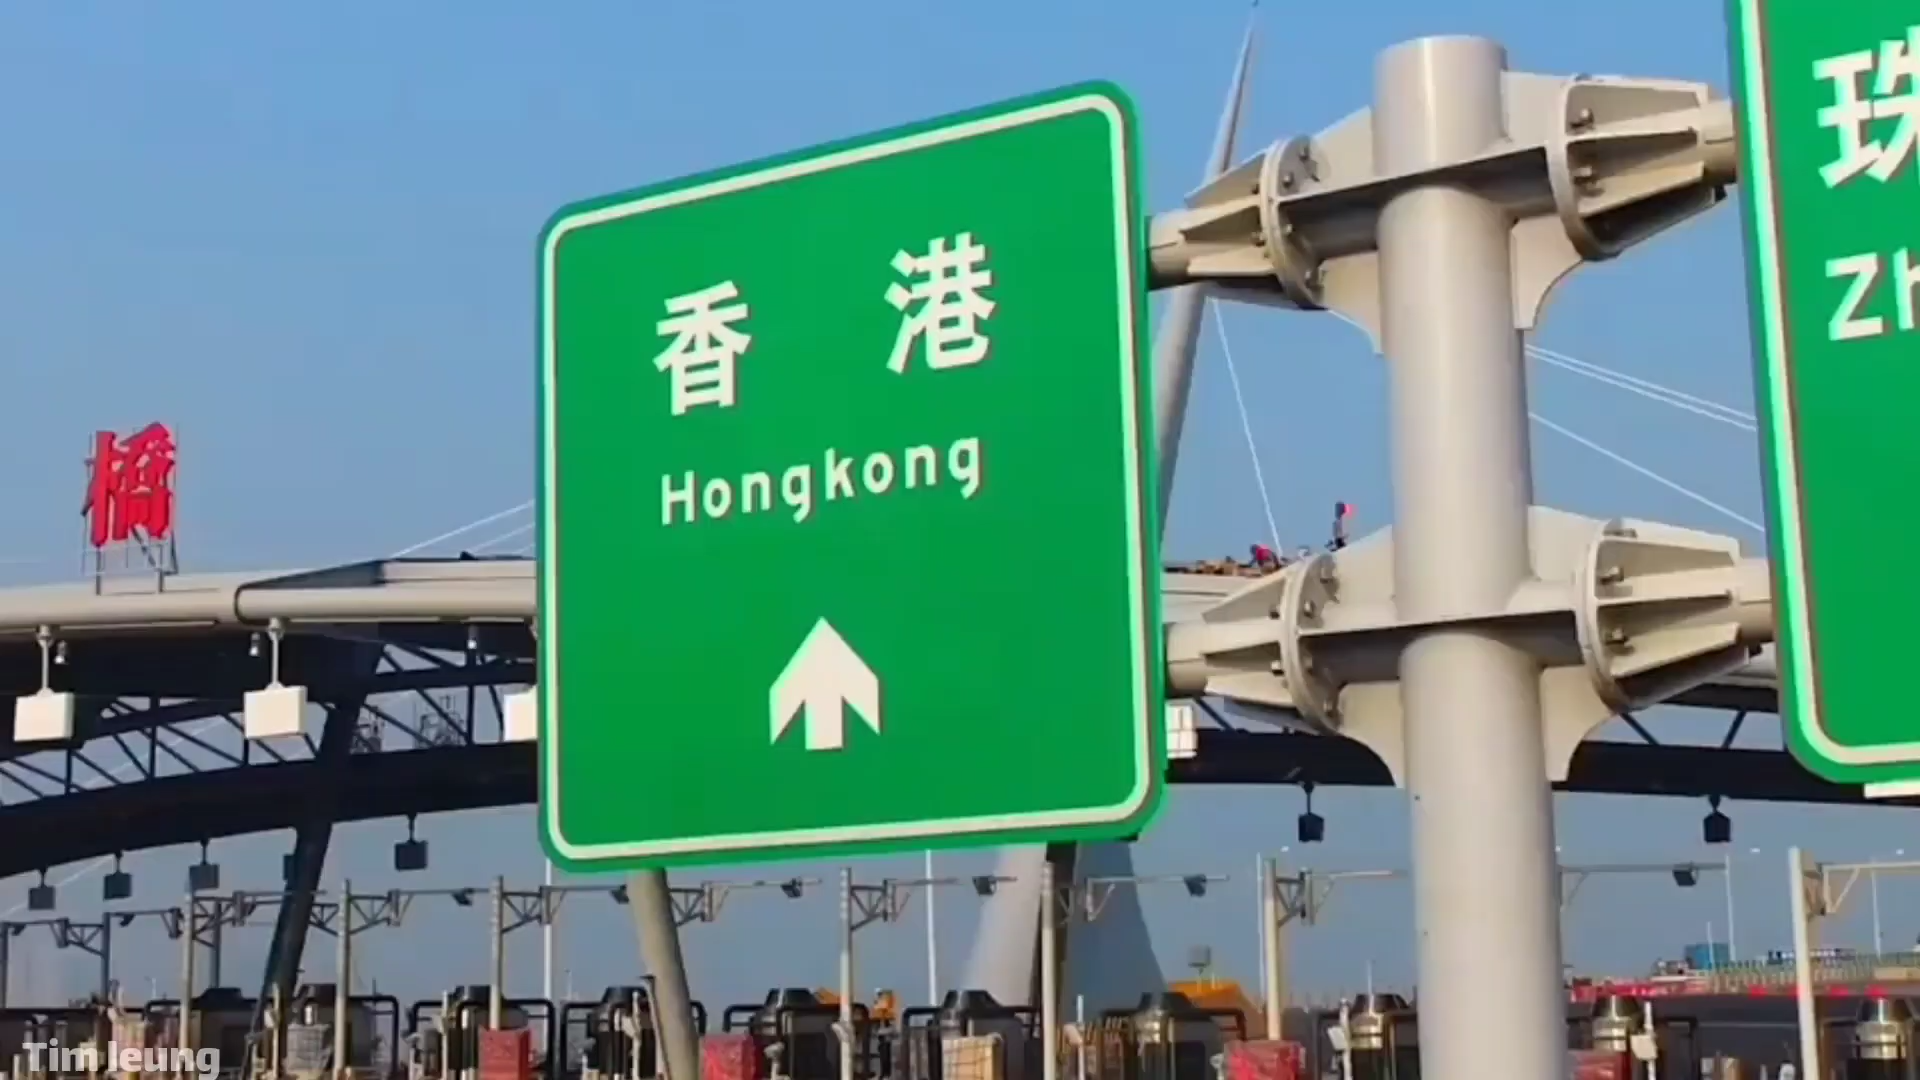 橋
香 港
Hongkong
珠
Zh
Tim leung